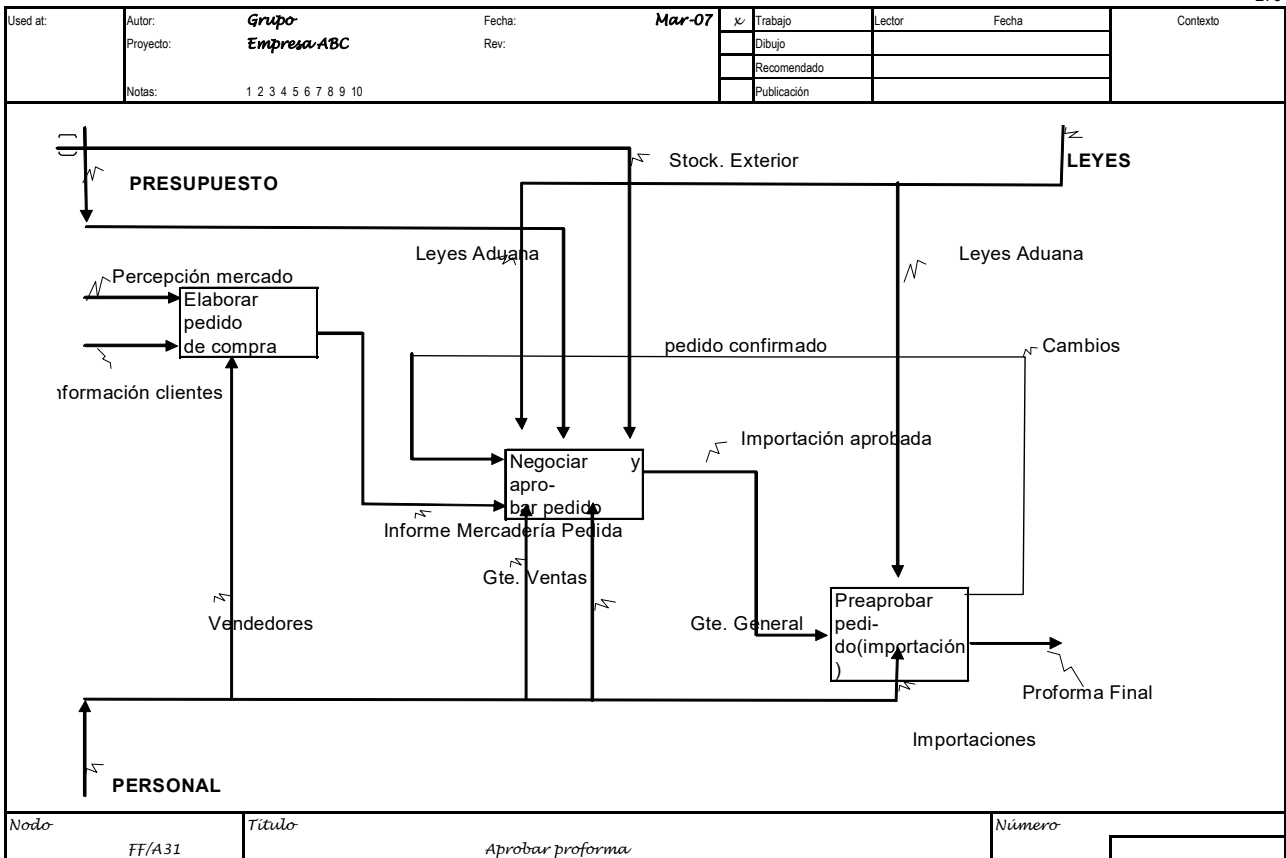 Used at:
Autor:
Grupo
Fecha:
Mar-07
x
Trabajo
Lector
Fecha
Contexto
Proyecto:
Empresa ABC
Rev:
Dibujo
Recomendado
Notas:
1 2 3 4 5 6 7 8 9 10
Publicación
Stock. Exterior
LEYES
PRESUPUESTO
Leyes Aduana
Leyes Aduana
Percepción mercado
Elaborar
pedido
de compra
pedido confirmado
Cambios
nformación clientes
Importación aprobada
Negociar y
apro-
bar pedido
Informe Mercadería Pedida
Gte. Ventas
Vendedores
Gte. General
Preaprobar
pedi-
do(importación
)
Proforma Final
Importaciones
PERSONAL
Nodo
Título
Número
FF/A31
Aprobar proforma